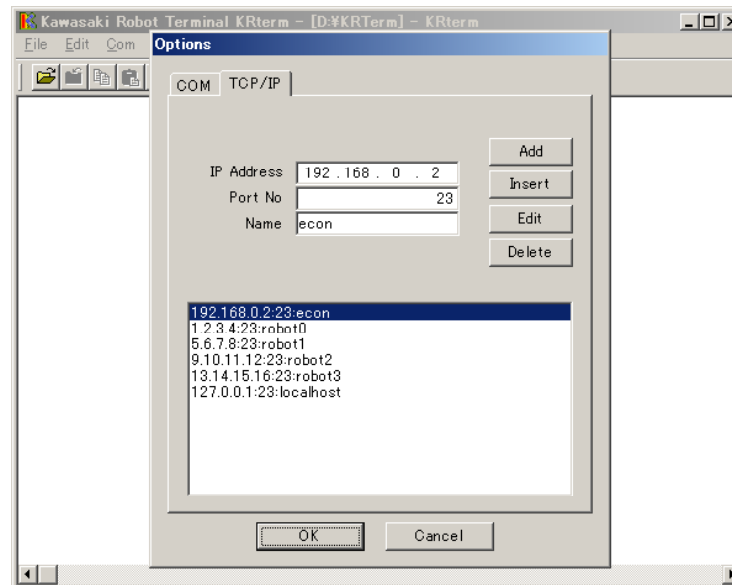 Kawasaki Robot Terminal KRterm - [D:¥KRTerm] - KRterm
File Edit Com
Options
COM TCP/IP
IP Address 192 . 168 . 0 . 2
Port No 23
Name econ
Add
Insert
Edit
Delete
192.168.0.2:23:econ
1.2.3.4:23:robot0
5.6.7.8:23:robot1
9.10.11.12:23:robot2
13.14.15.16:23:robot3
127.0.0.1:23:localhost
OK Cancel